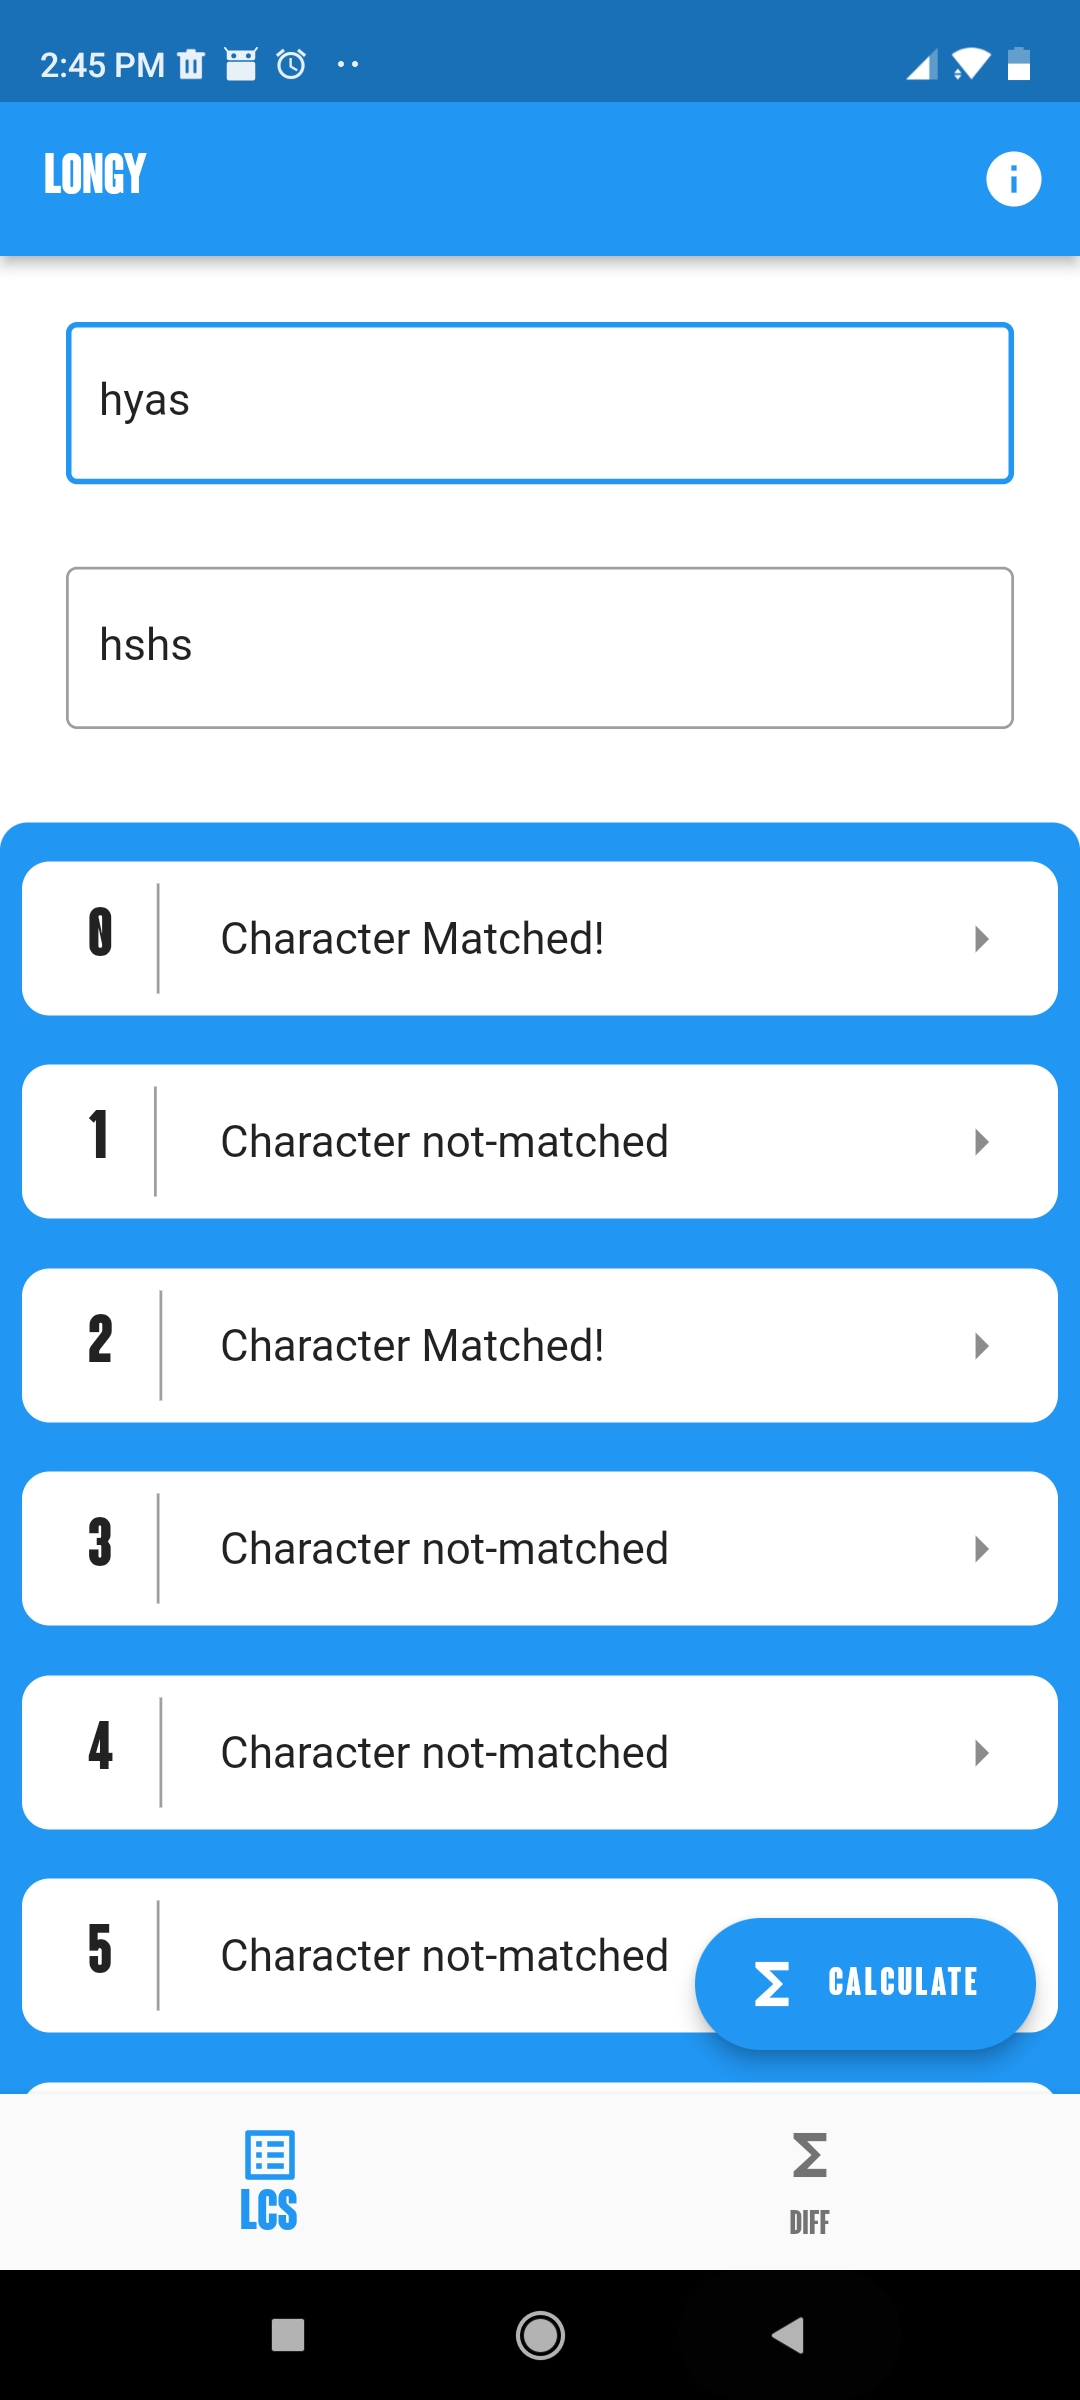 2:45 PM
LONGY
hyas
hshs
0 Character Matched!
1 Character not-matched
2 Character Matched!
3 Character not-matched
4 Character not-matched
5 Character not-matched
CALCULATE
LCS
DIFF